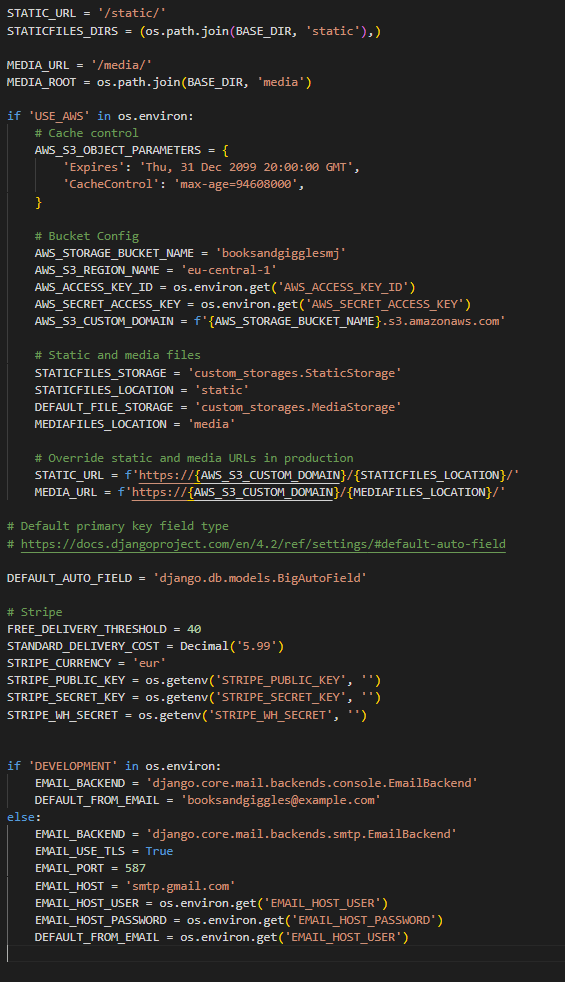 STATIC_URL = '/static/'
STATICFILES_DIRS = (os.path.join(BASE_DIR, 'static'),)

MEDIA_URL = '/media/'
MEDIA_ROOT = os.path.join(BASE_DIR, 'media')

if 'USE_AWS' in os.environ:
    # Cache control
    AWS_S3_OBJECT_PARAMETERS = {
        'Expires': 'Thu, 31 Dec 2099 20:00:00 GMT',
        'CacheControl': 'max-age=94608000',
    }

    # Bucket Config
    AWS_STORAGE_BUCKET_NAME = 'booksandgigglesmj'
    AWS_S3_REGION_NAME = 'eu-central-1'
    AWS_ACCESS_KEY_ID = os.environ.get('AWS_ACCESS_KEY_ID')
    AWS_SECRET_ACCESS_KEY = os.environ.get('AWS_SECRET_ACCESS_KEY')
    AWS_S3_CUSTOM_DOMAIN = f'{AWS_STORAGE_BUCKET_NAME}.s3.amazonaws.com'

    # Static and media files
    STATICFILES_STORAGE = 'custom_storages.StaticStorage'
    STATICFILES_LOCATION = 'static'
    DEFAULT_FILE_STORAGE = 'custom_storages.MediaStorage'
    MEDIAFILES_LOCATION = 'media'

    # Override static and media URLs in production
    STATIC_URL = f'https://{AWS_S3_CUSTOM_DOMAIN}/{STATICFILES_LOCATION}/'
    MEDIA_URL = f'https://{AWS_S3_CUSTOM_DOMAIN}/{MEDIAFILES_LOCATION}/'

# Default primary key field type
# https://docs.djangoproject.com/en/4.2/ref/settings/#default-auto-field

DEFAULT_AUTO_FIELD = 'django.db.models.BigAutoField'

# Stripe
FREE_DELIVERY_THRESHOLD = 40
STANDARD_DELIVERY_COST = Decimal('5.99')
STRIPE_CURRENCY = 'eur'
STRIPE_PUBLIC_KEY = os.getenv('STRIPE_PUBLIC_KEY', '')
STRIPE_SECRET_KEY = os.getenv('STRIPE_SECRET_KEY', '')
STRIPE_WH_SECRET = os.getenv('STRIPE_WH_SECRET', '')


if 'DEVELOPMENT' in os.environ:
    EMAIL_BACKEND = 'django.core.mail.backends.console.EmailBackend'
    DEFAULT_FROM_EMAIL = 'booksandgiggles@example.com'
else:
    EMAIL_BACKEND = 'django.core.mail.backends.smtp.EmailBackend'
    EMAIL_USE_TLS = True
    EMAIL_PORT = 587
    EMAIL_HOST = 'smtp.gmail.com'
    EMAIL_HOST_USER = os.environ.get('EMAIL_HOST_USER')
    EMAIL_HOST_PASSWORD = os.environ.get('EMAIL_HOST_PASSWORD')
    DEFAULT_FROM_EMAIL = os.environ.get('EMAIL_HOST_USER')